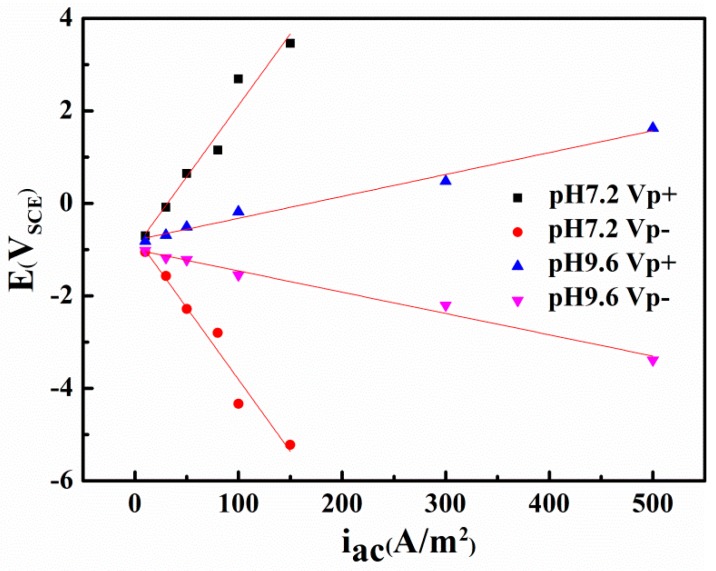 4
2
0
-2
-4
-6
E(VSCE)
pH7.2 Vp+
pH7.2 Vp-
pH9.6 Vp+
pH9.6 Vp-
0 100 200 300 400 500
iac(A/m²)